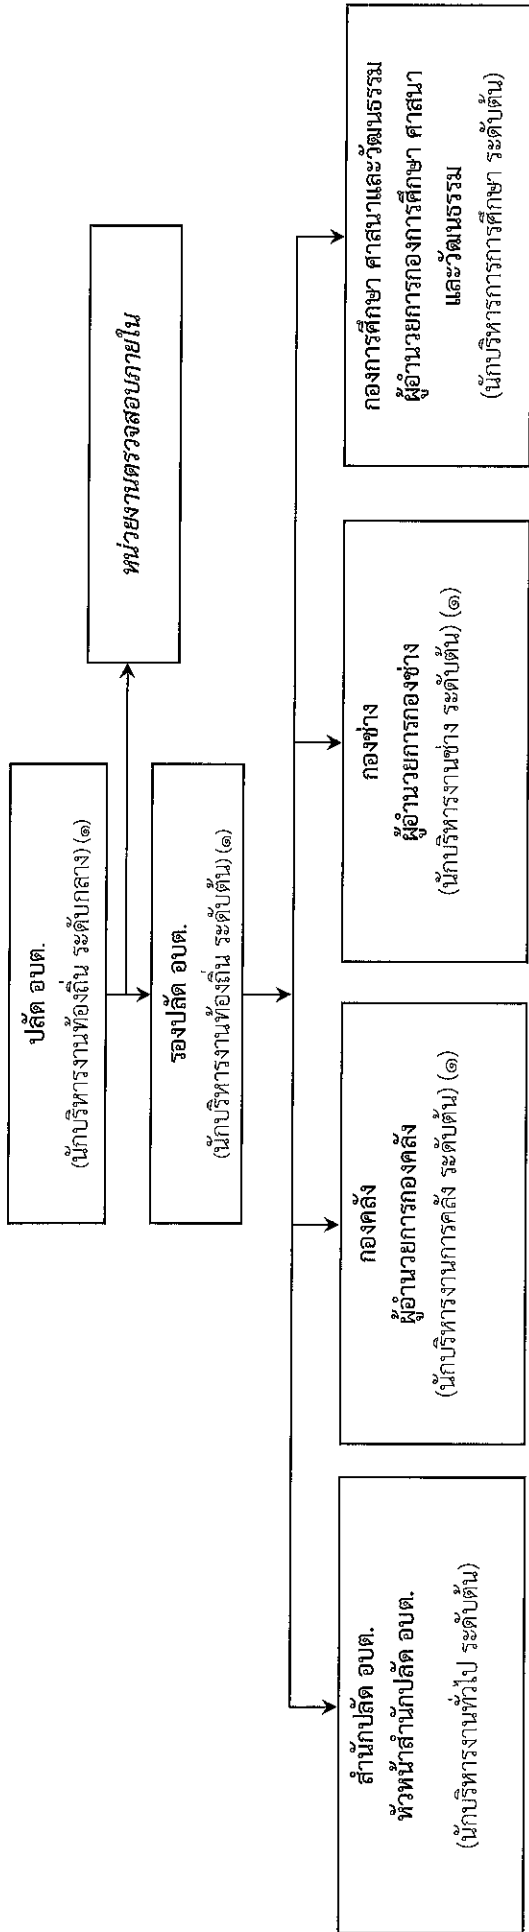 ปลัด อบต.
(นักบริหารงานท้องถิ่น ระดับกลาง) (๑)
หน่วยงานตรวจสอบภายใน
รองปลัด อบต.
(นักบริหารงานท้องถิ่น ระดับต้น) (๑)
สำนักปลัด อบต.
หัวหน้าสำนักปลัด อบต.
(นักบริหารงานทั่วไป ระดับต้น)
กองคลัง
ผู้อำนวยการกองคลัง
(นักบริหารงานการคลัง ระดับต้น) (๑)
กองช่าง
ผู้อำนวยการกองช่าง
(นักบริหารงานช่าง ระดับต้น) (๑)
กองการศึกษา ศาสนาและวัฒนธรรม
ผู้อำนวยการกองการศึกษา ศาสนา
และวัฒนธรรม
(นักบริหารการการศึกษา ระดับต้น)